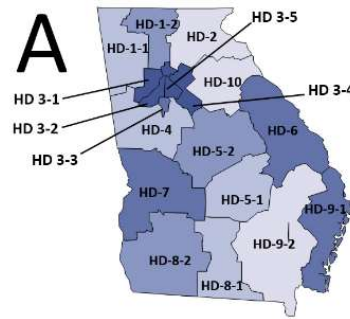 A
HD-1-2
HD-2
HD 3-5
HD-1-1
HD 3-1
HD-10
HD 3-4
HD 3-2
HD-4
HD-6
HD 3-3
HD-5-2
HD-7
HD-5-1
HD-9-1
HD-9-2
HD-8-2
HD-8-1